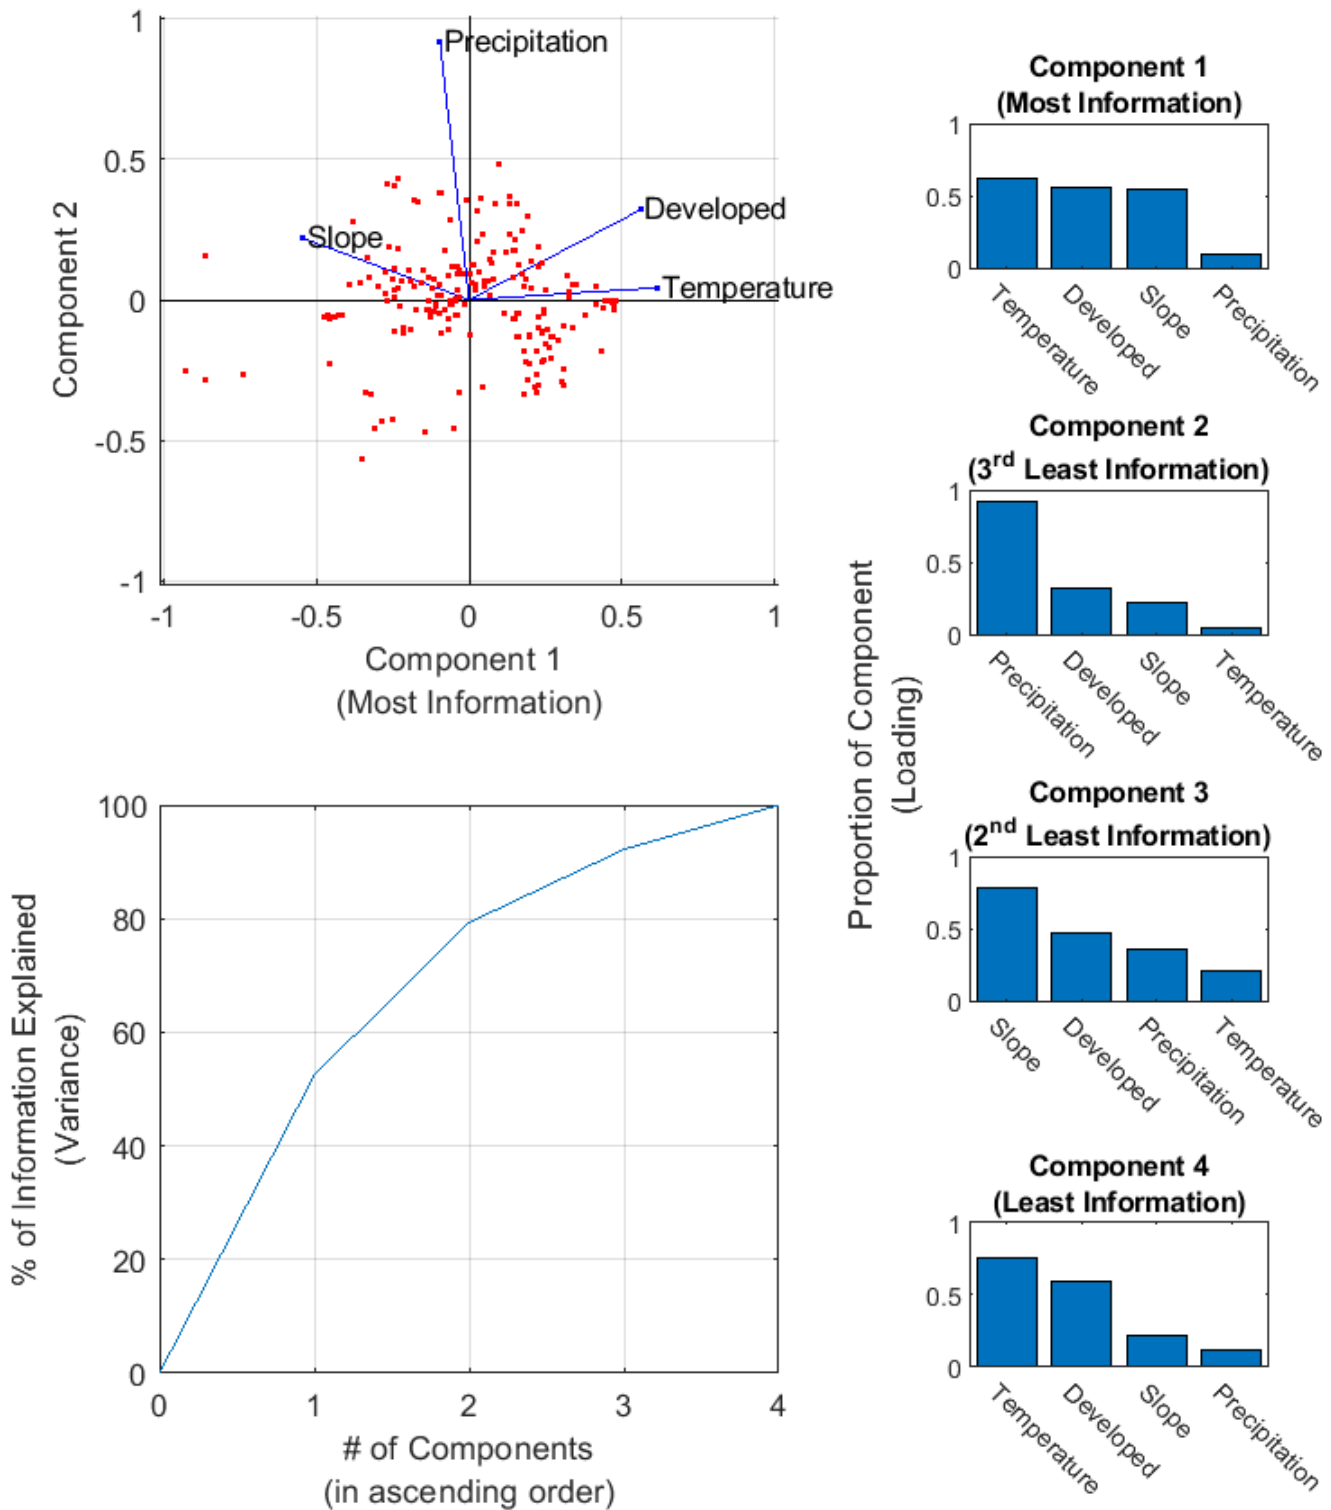 1
0.5
0
-0.5
-1
Component 2
Precipitation
Developed
Slope
Temperature
-1
-0.5
0
0.5
1
Component 1
(Most Information)
100
80
60
40
20
0
% of Information Explained
(Variance)
0
1
2
3
4
# of Components
(in ascending order)
Proportion of Component
(Loading)
Component 1
(Most Information)
1
0.5
0
Temperature
Developed
Slope
Precipitation
Component 2
(3rd Least Information)
1
0.5
0
Precipitation
Developed
Slope
Temperature
Component 3
(2nd Least Information)
1
0.5
0
Slope
Developed
Precipitation
Temperature
Component 4
(Least Information)
1
0.5
0
Temperature
Developed
Slope
Precipitation